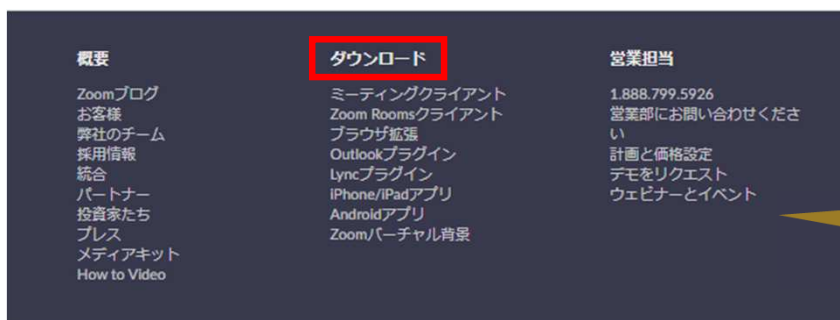 概要
Zoomブログ
お客様
弊社のチーム
採用情報
統合
パートナー
投資家たち
プレス
メディアキット
How to Video
ダウンロード
ミーティングクライアント
Zoom Roomsクライアント
ブラウザ拡張
Outlookプラグイン
Lyncプラグイン
iPhone/iPadアプリ
Androidアプリ
Zoomバーチャル背景
営業担当
1.888.799.5926
営業部にお問い合わせくださ
い
計画と価格設定
デモをリクエスト
ウェビナーとイベント